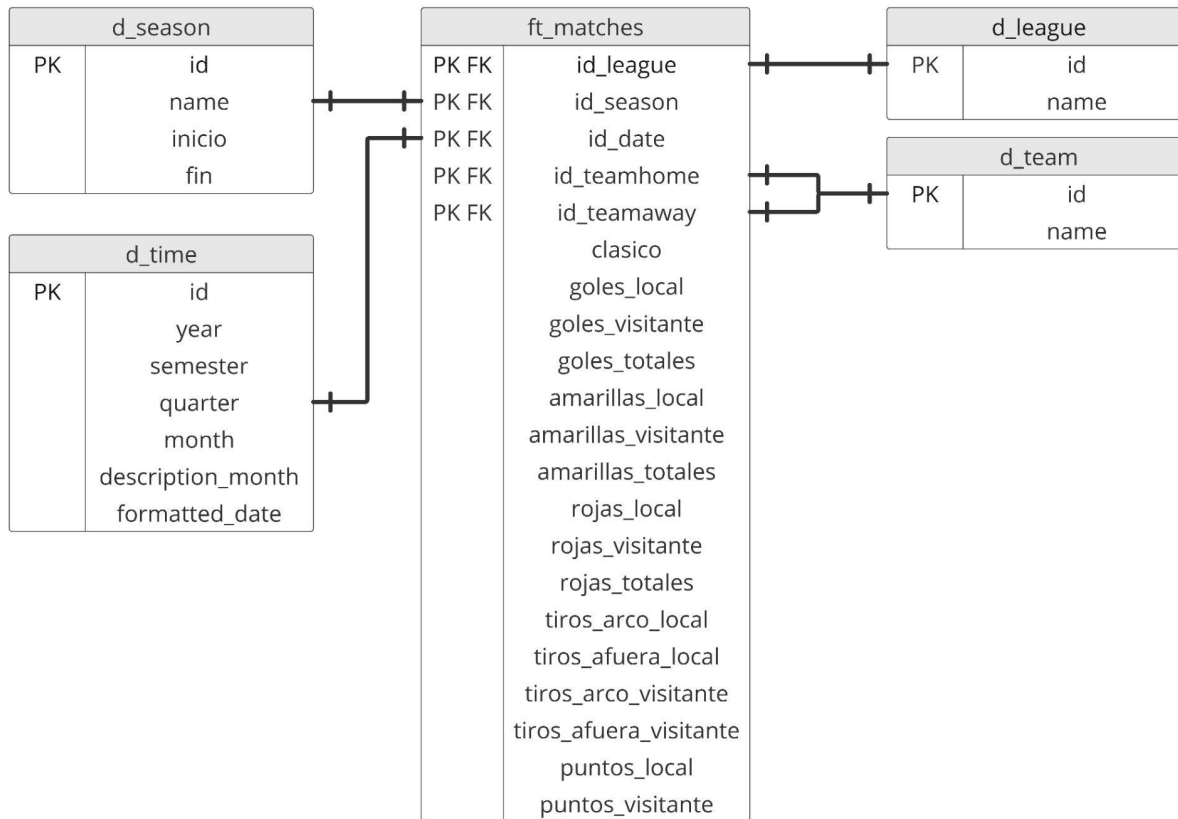 d_season
PK id
name
inicio
fin
d_time
PK id
year
semester
quarter
month
description_month
formatted_date
ft_matches
PK FK id_league
PK FK id_season
PK FK id_date
PK FK id_teamhome
PK FK id_teamaway
clasico
goles_local
goles_visitante
goles_totales
amarillas_local
amarillas_visitante
amarillas_totales
rojas_local
rojas_visitante
rojas_totales
tiros_arco_local
tiros_afuera_local
tiros_arco_visitante
tiros_afuera_visitante
puntos_local
puntos_visitante
d_league
PK id
name
d_team
PK id
name